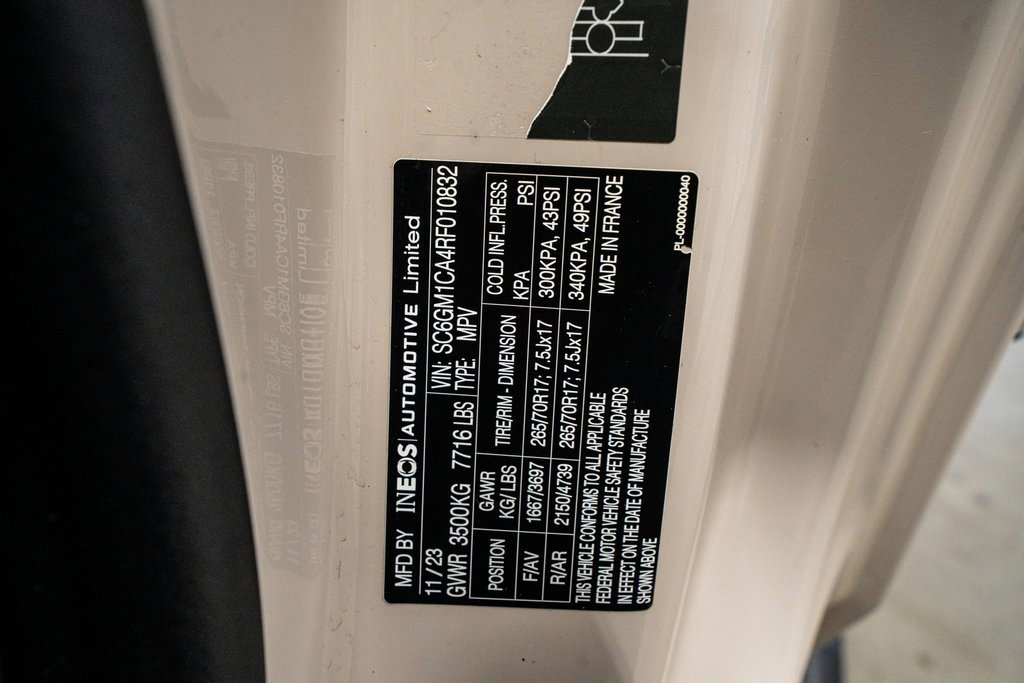 MFD BY INEOS | AUTOMOTIVE Limited
11/23 VIN: SC6GM1CA4RF010832
GVWR 3500KG 7716 LBS TYPE: MPV
POSITION GAWR KG/LBS TIRE/RIM - DIMENSION COLD INFL.PRESS. KPA PSI
F/AV 1667/3697 265/70R17; 7.5Jx17 300KPA, 43PSI
R/AR 2150/4739 265/70R17; 7.5Jx17 340KPA, 49PSI
THIS VEHICLE CONFORMS TO ALL APPLICABLE MADE IN FRANCE
FEDERAL MOTOR VEHICLE SAFETY STANDARDS
IN EFFECT ON THE DATE OF MANUFACTURE
SHOWN ABOVE
PL-0000000040